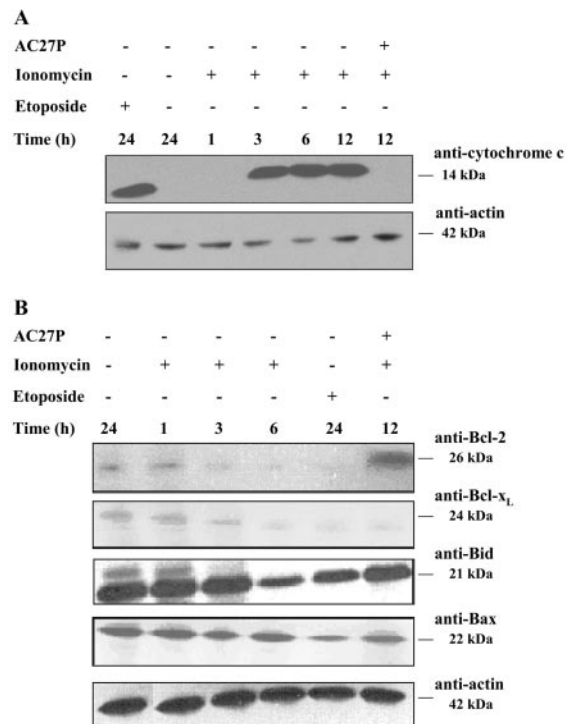 A
AC27P - - - - - - +
Ionomycin - - + + + + +
Etoposide + - - - - - -
Time (h) 24 24 1 3 6 12 12
anti-cytochrome c
14 kDa
anti-actin
42 kDa
B
AC27P - - - - - +
Ionomycin - + + + - +
Etoposide - - - - + -
Time (h) 24 1 3 6 24 12
anti-Bcl-2
26 kDa
anti-Bcl-xL
24 kDa
anti-Bid
21 kDa
anti-Bax
22 kDa
anti-actin
42 kDa